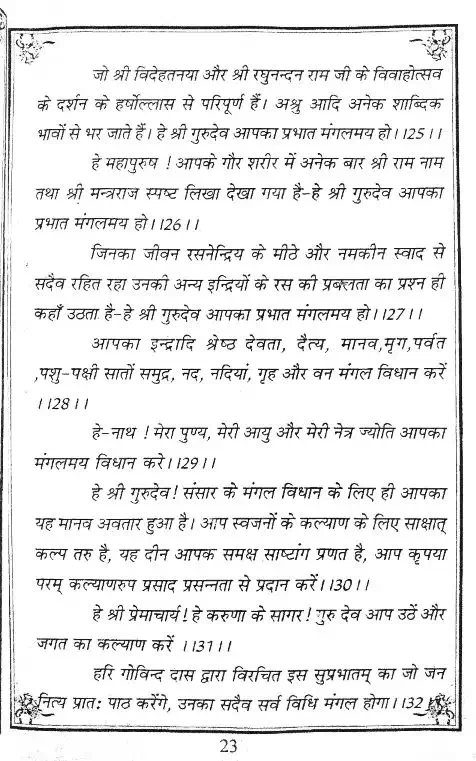 जो श्री विदेहतनया और श्री रघुनन्दन राम जी के विवाहोत्सव
के दर्शन के हर्षोल्लास से परिपूर्ण हैं। अश्रु आदि अनेक शाब्दिक
भावों से भर जाते हैं। हे श्री गुरुदेव आपका प्रभात मंगलमय हो।।25।।
हे महापुरुष ! आपके गौर शरीर में अनेक बार श्री राम नाम
तथा श्री मन्त्रराज स्पष्ट लिखा देखा गया है-हे श्री गुरुदेव आपका
प्रभात मंगलमय हो।।26।।
जिनका जीवन रसनेन्द्रिय के मीठे और नमकीन स्वाद से
सदैव रहित रहा उनकी अन्य इन्द्रियों के रस की प्रबलता का प्रश्न ही
कहाँ उठता है-हे श्री गुरुदेव आपका प्रभात मंगलमय हो।।27।।
आपका इन्द्रादि श्रेष्ठ देवता, दैत्य, मानव,मृग,पर्वत
,पशु-पक्षी सातों समुद्र, नद, नदियां, गृह और वन मंगल विधान करें
।।28।।
हे-नाथ ! मेरा पुण्य, मेरी आयु और मेरी नेत्र ज्योति आपका
मंगलमय विधान करे।।29।।
हे श्री गुरुदेव! संसार के मंगल विधान के लिए ही आपका
यह मानव अवतार हुआ है। आप स्वजनों के कल्याण के लिए साक्षात्
कल्प तरु है, यह दीन आपक समक्ष साष्टांग प्रणत है, आप कृपया
परम् कल्याणरुप प्रसाद प्रसन्नता से प्रदान करें।।30।।
हे श्री प्रेमाचार्य! हे करुणा के सागर! गुरु देव आप उठें और
जगत का कल्याण करें ।।31।।
हरि गोविन्द दास द्वारा विरचित इस सुप्रभातम् का जो जन
नित्य प्रात: पाठ करेंगे, उनका सदैव सर्व विधि मंगल होगा।।32।।
23